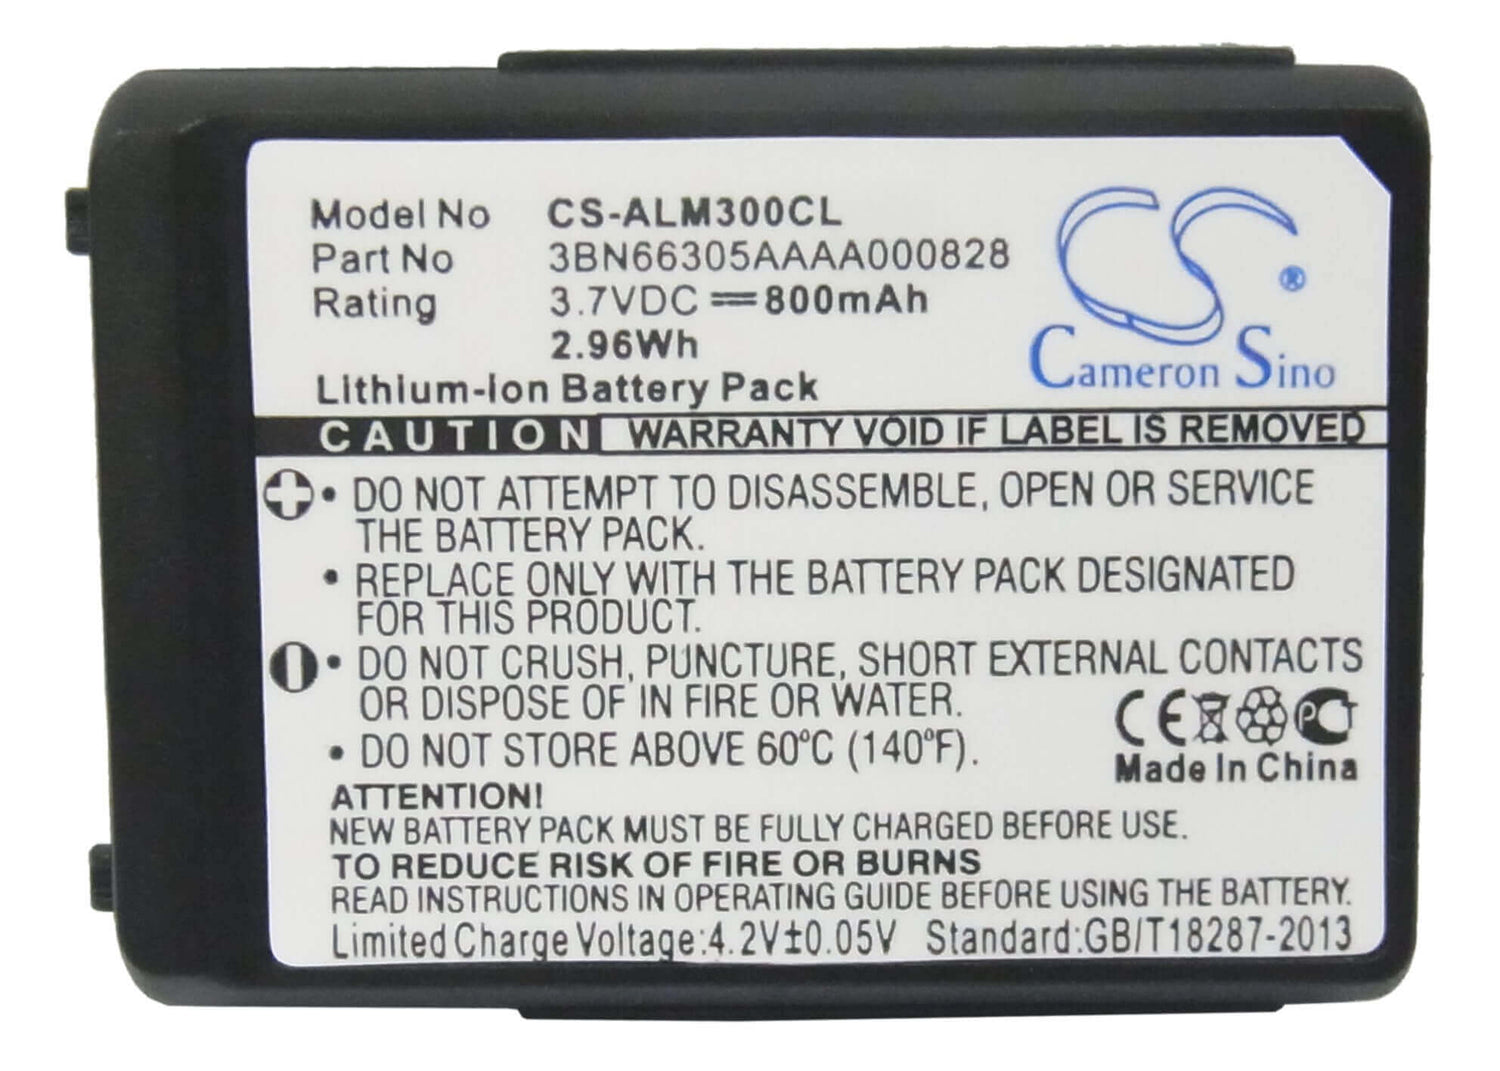 Model No CS-ALM300CL
Part No 3BN66305AAAA000828
Rating 3.7VDC 800mAh
2.96Wh
Lithium-Ion Battery Pack
CS®
Cameron Sino
CAUTION WARRANTY VOID IF LABEL IS REMOVED
• DO NOT ATTEMPT TO DISASSEMBLE, OPEN OR SERVICE
THE BATTERY PACK.
• REPLACE ONLY WITH THE BATTERY PACK DESIGNATED
FOR THIS PRODUCT.
• DO NOT CRUSH, PUNCTURE, SHORT EXTERNAL CONTACTS
OR DISPOSE OF IN FIRE OR WATER.
• DO NOT STORE ABOVE 60ºC (140ºF).
CE PC
Made In China
ATTENTION!
NEW BATTERY PACK MUST BE FULLY CHARGED BEFORE USE.
TO REDUCE RISK OF FIRE OR BURNS
READ INSTRUCTIONS IN OPERATING GUIDE BEFORE USING THE BATTERY.
Limited Charge Voltage:4.2V±0.05V Standard:GB/T18287-2013